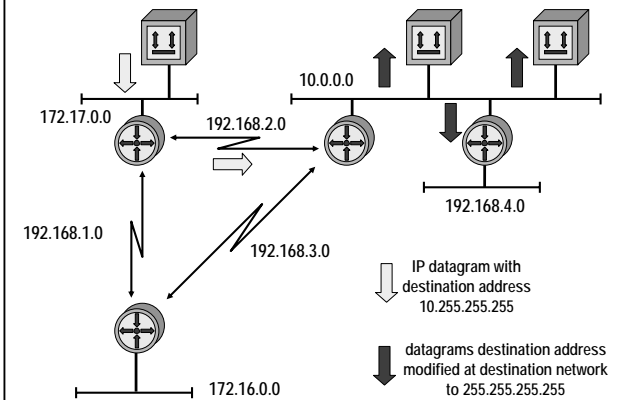 10.0.0.0
172.17.0.0
192.168.2.0
192.168.4.0
192.168.1.0
192.168.3.0
IP datagram with
destination address
10.255.255.255
datagrams destination address
modified at destination network
to 255.255.255.255
172.16.0.0